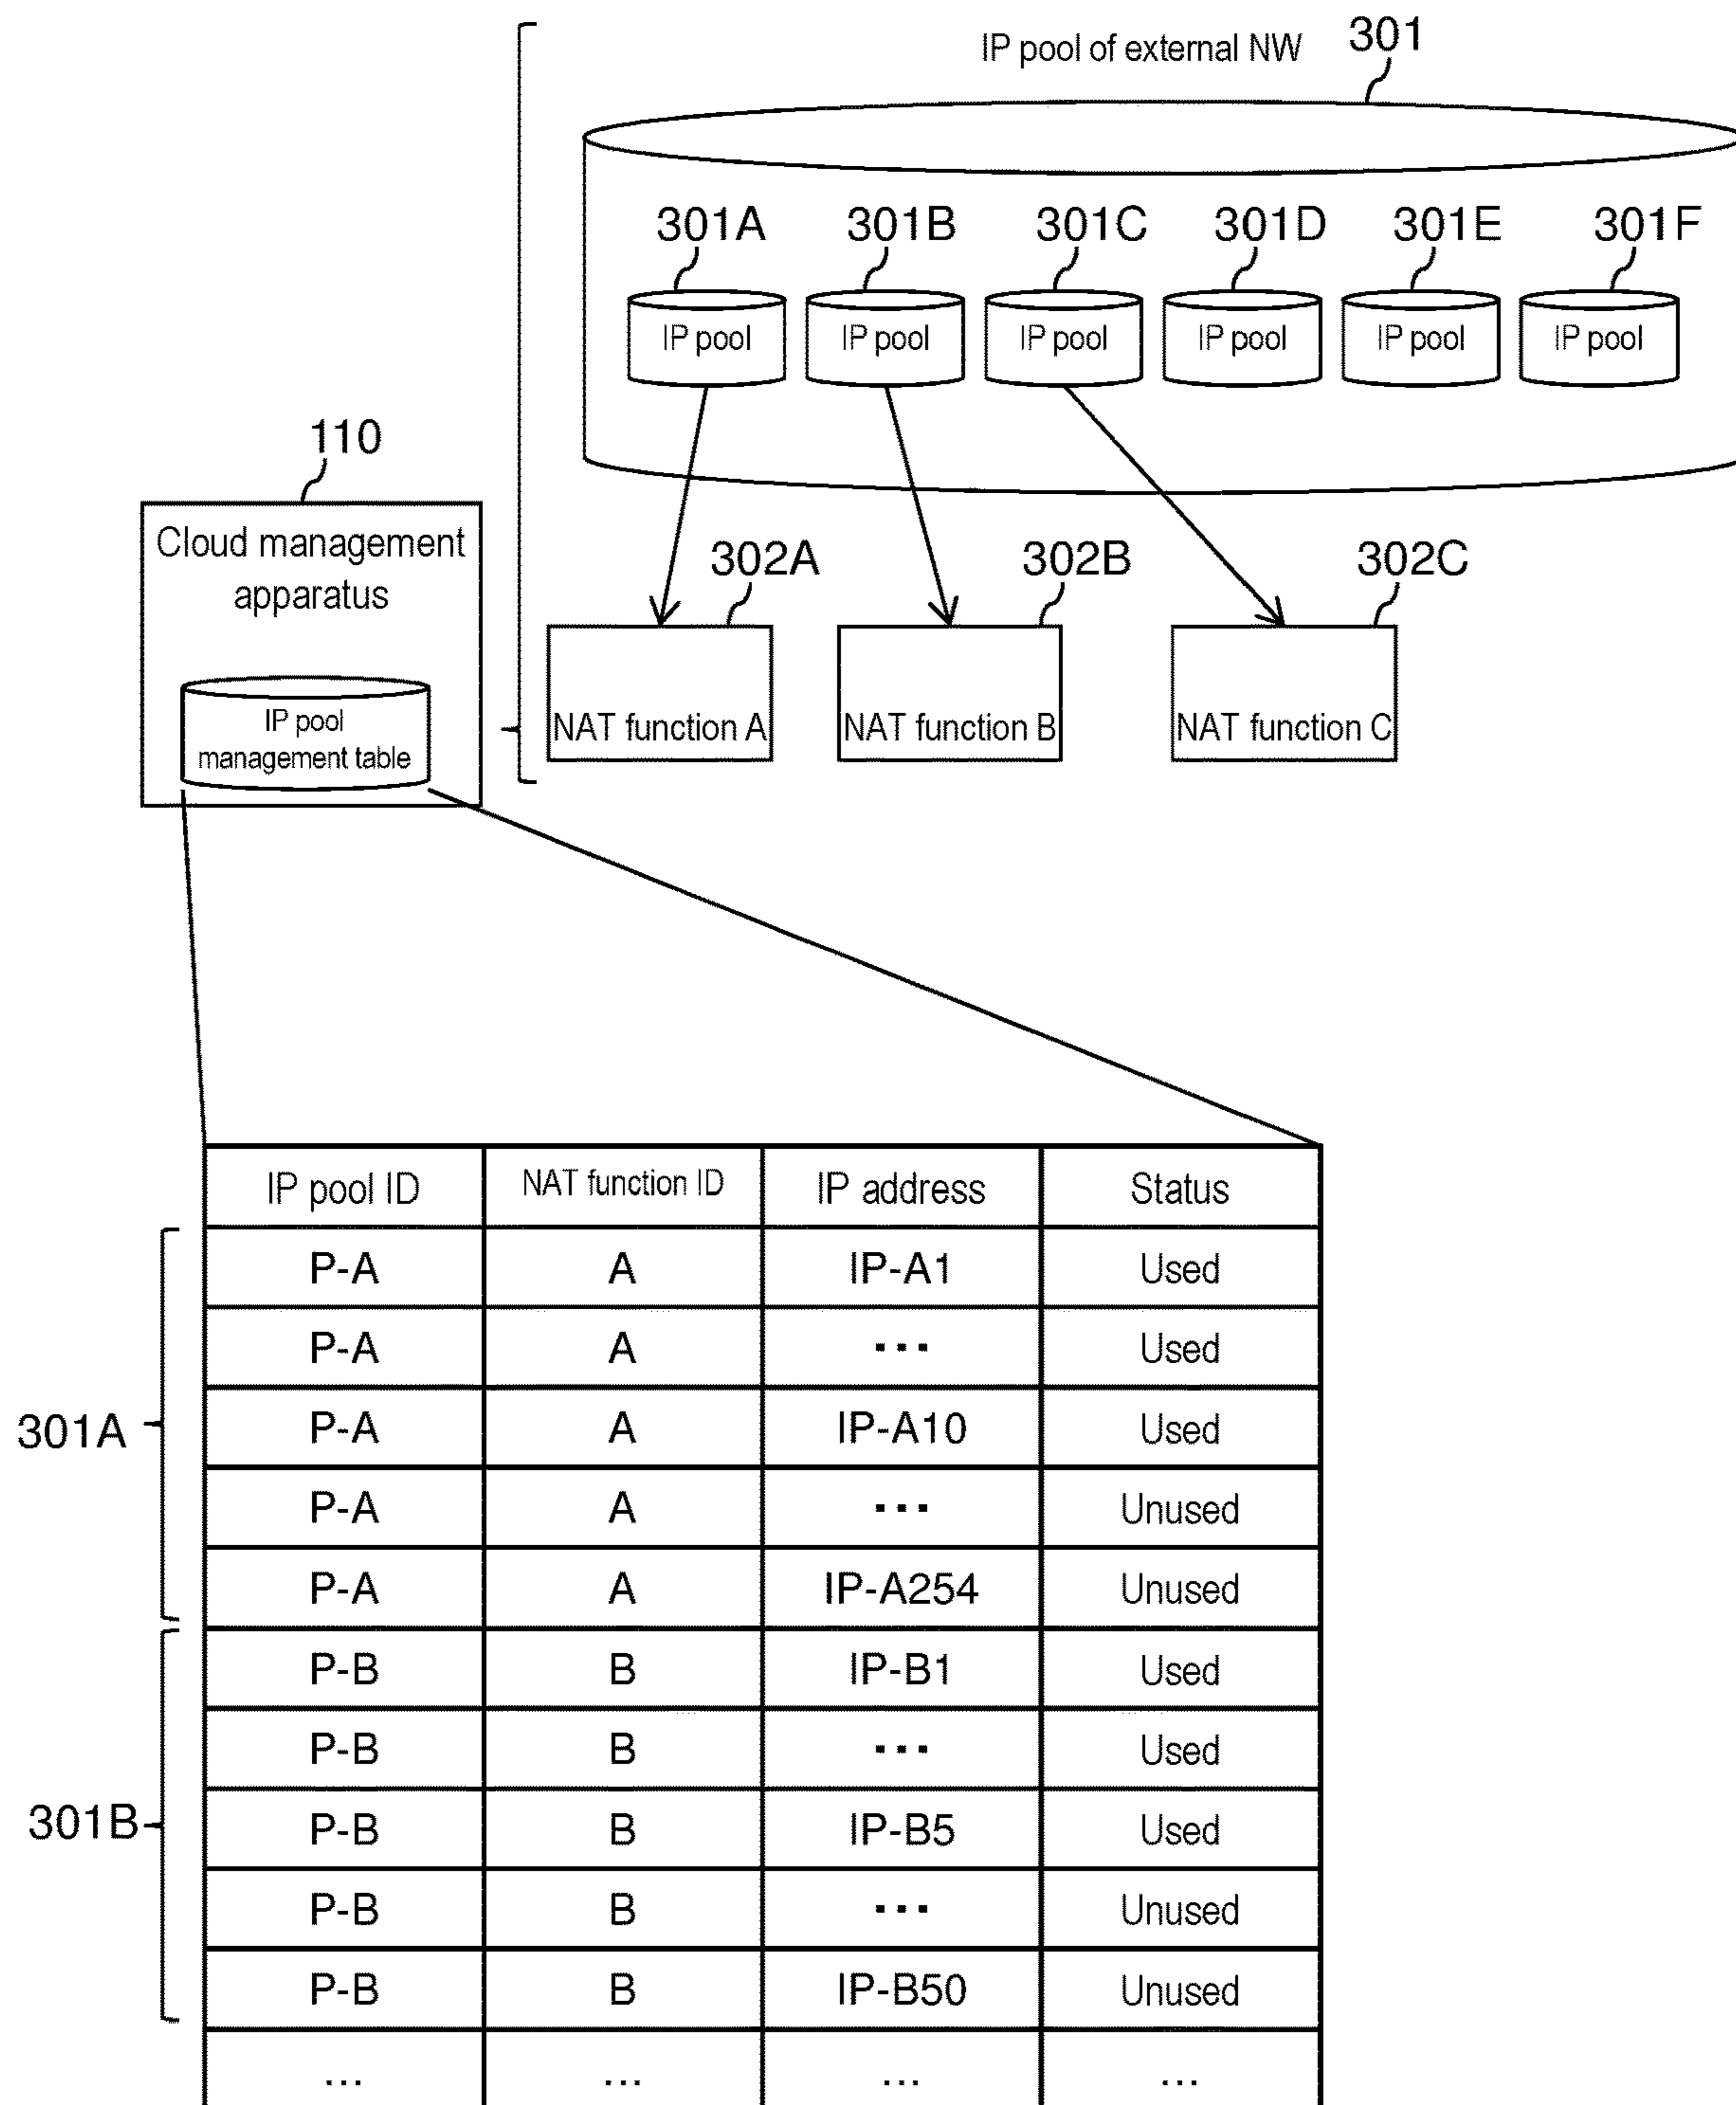 IP pool of external NW 301
301A 301B 301C 301D 301E 301F
IP pool IP pool IP pool IP pool IP pool IP pool
110
Cloud management
apparatus
IP pool
management table
302A 302B 302C
NAT function A NAT function B NAT function C
IP pool ID NAT function ID IP address Status
P-A A IP-A1 Used
P-A A ... Used
301A P-A A IP-A10 Used
P-A A ... Unused
P-A A IP-A254 Unused
P-B B IP-B1 Used
P-B B ... Used
301B P-B B IP-B5 Used
P-B B ... Unused
P-B B IP-B50 Unused
... ... ... ...